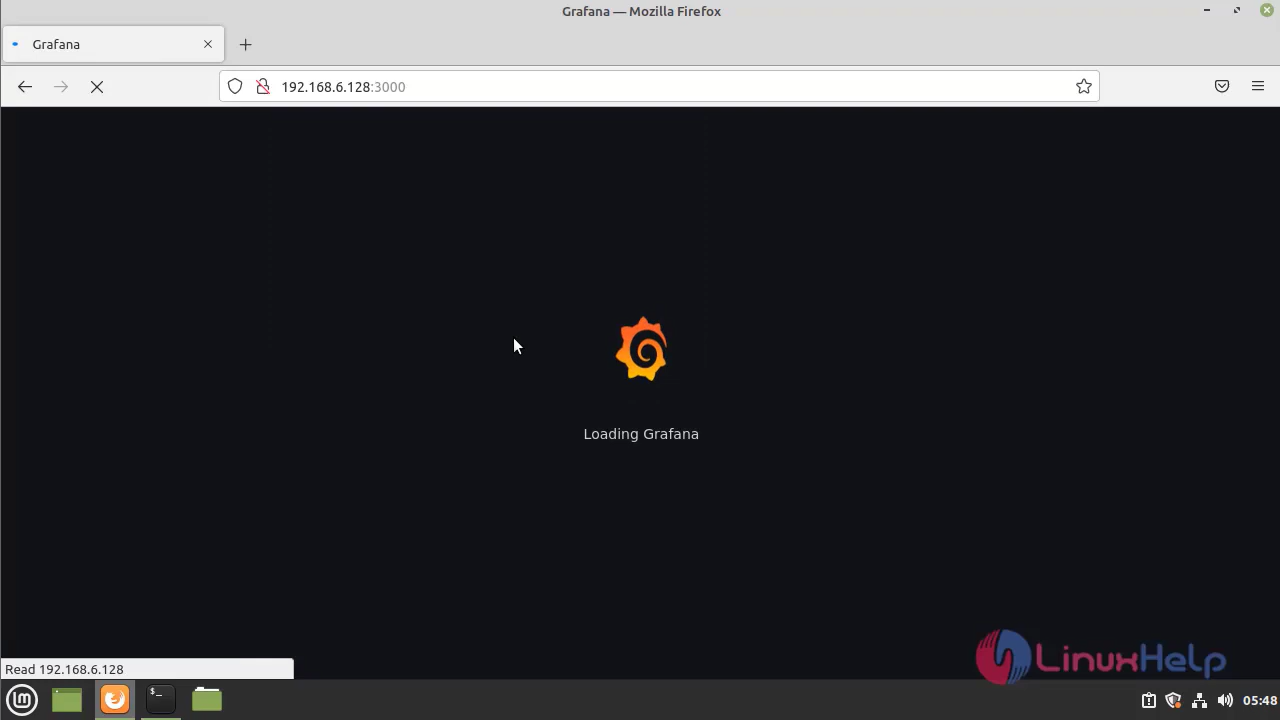 Grafana — Mozilla Firefox
Grafana
192.168.6.128:3000
Loading Grafana
Read 192.168.6.128
LinuxHelp
lm
$_
05:48